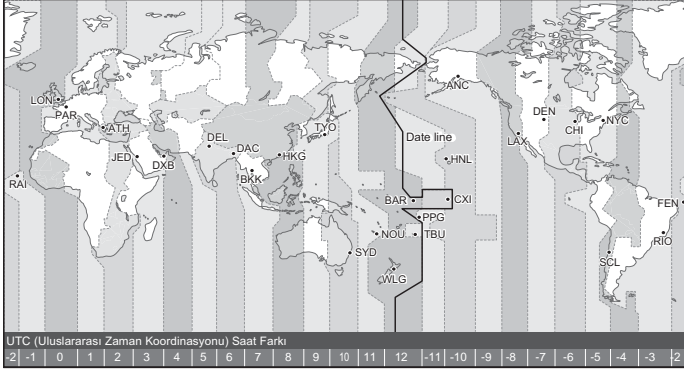 ANC
LON
PAR
DEN
NYC
ATH
TYO
CHI
DEL
LAX
Date line
DAC
JED
HKG
DXB
HNL
BKK
RAI
BAR
CXI
FEN
PPG
NOU
TBU
RIO
SYD
SCL
WLG
UTC (Uluslararası Zaman Koordinasyonu) Saat Farkı
-2 -1 0 1 2 3 4 5 6 7 8 9 10 11 12 -11 -10 -9 -8 -7 -6 -5 -4 -3 -2